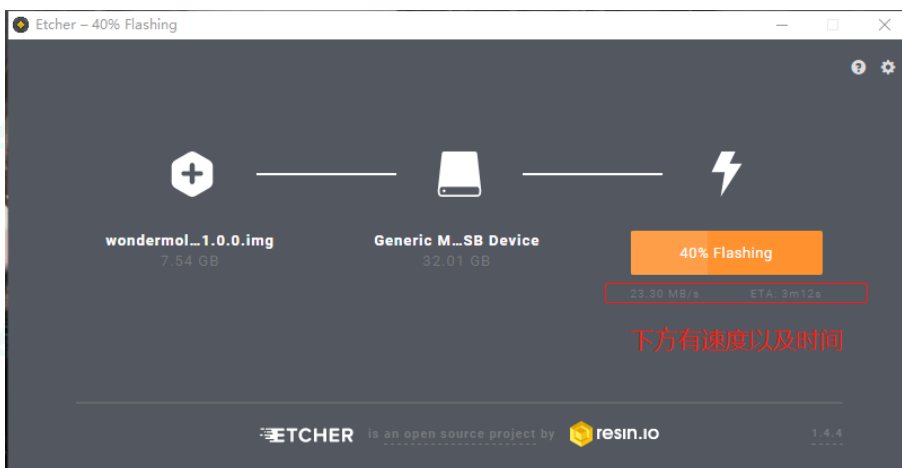 Etcher – 40% Flashing
wondermol...1.0.0.img
7.54 GB
Generic M...SB Device
32.01 GB
40% Flashing
23.30 MB/s ETA: 3m12s
下方有速度以及时间
ETCHER is an open source project by resin.io 1.4.4